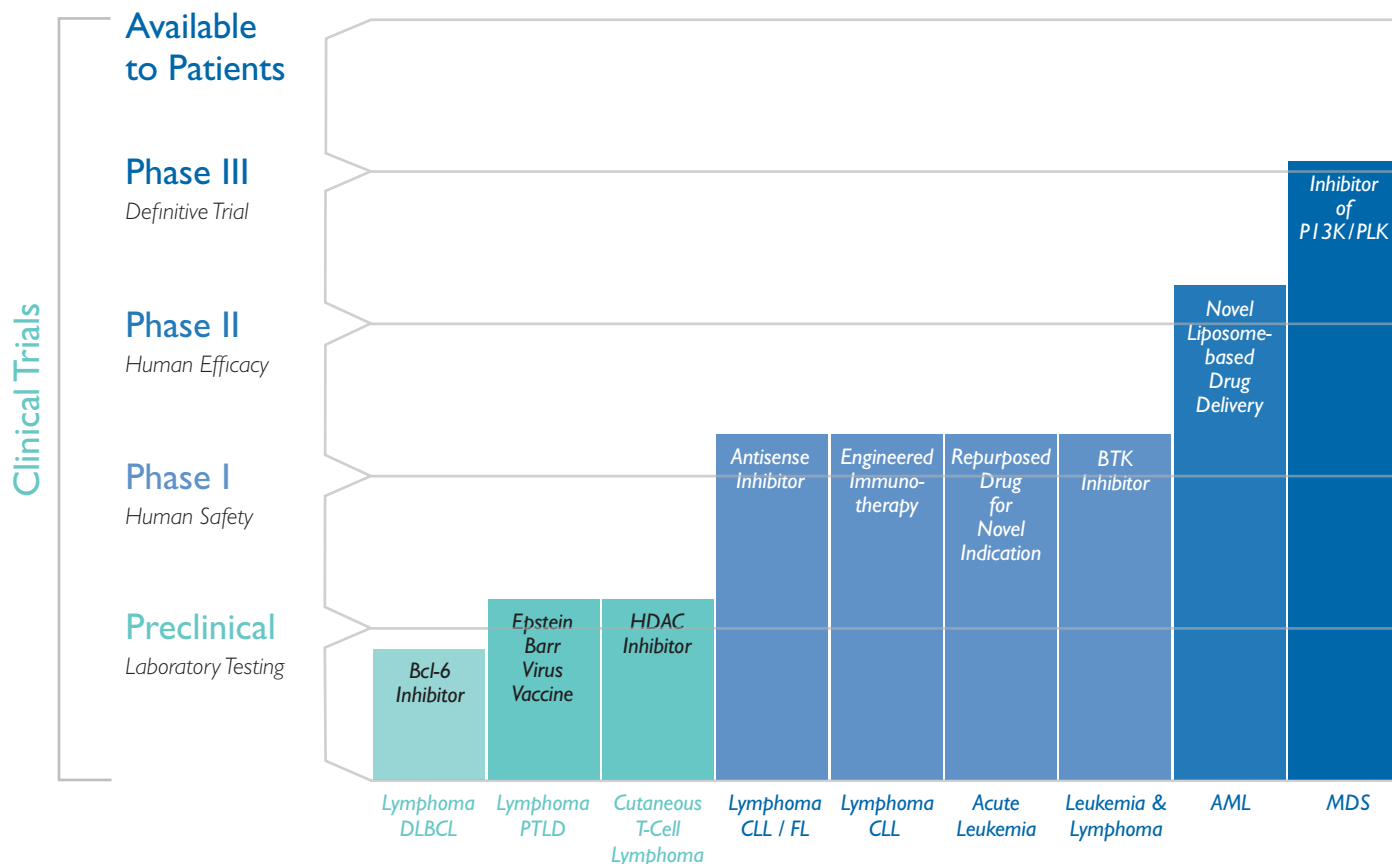 Clinical Trials
Available
to Patients
Phase III
Definitive Trial
Phase II
Human Efficacy
Phase I
Human Safety
Preclinical
Laboratory Testing
Bcl-6
Inhibitor
Epstein
Barr
Virus
Vaccine
HDAC
Inhibitor
Antisense
Inhibitor
Engineered
Immuno-
therapy
Repurposed
Drug
for
Novel
Indication
BTK
Inhibitor
Novel
Liposome-
based
Drug
Delivery
Inhibitor
of
P13K/PLK
Lymphoma
DLBCL
Lymphoma
PTLD
Cutaneous
T-Cell
Lymphoma
Lymphoma
CLL / FL
Lymphoma
CLL
Acute
Leukemia
Leukemia &
Lymphoma
AML
MDS